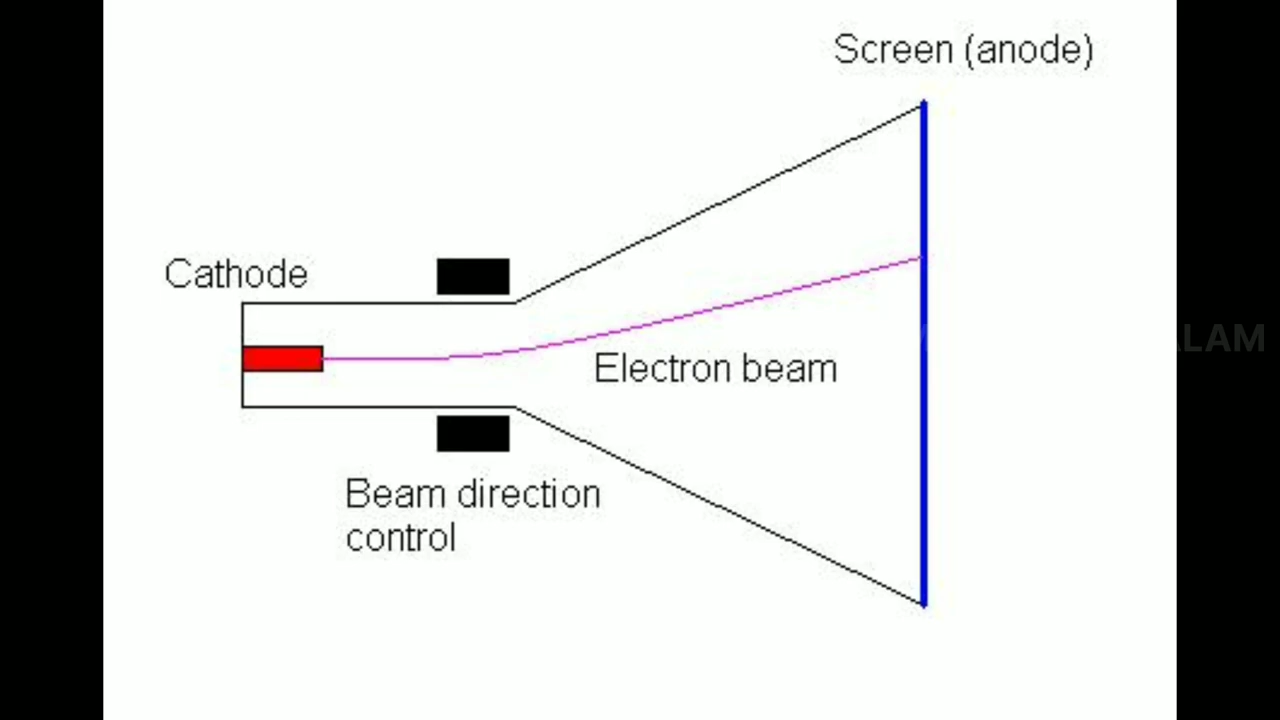 Screen (anode)
Cathode
Electron beam
Beam direction
control